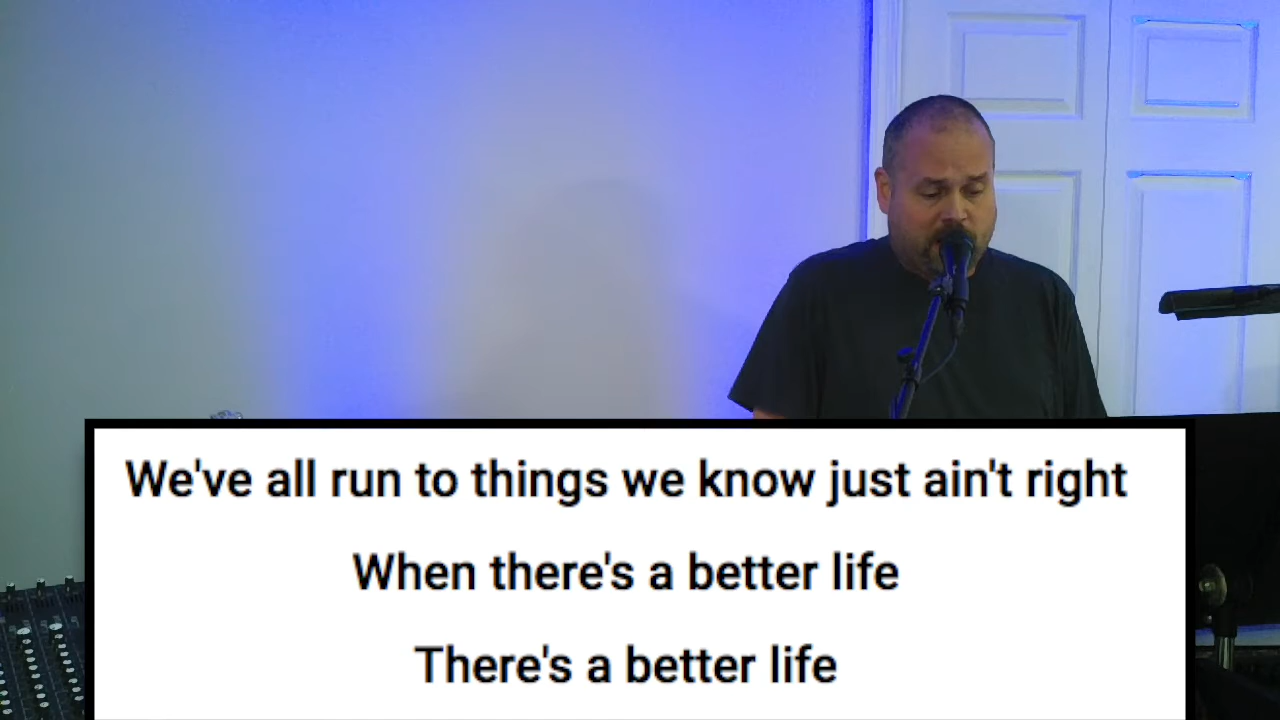 We've all run to things we know just ain't right
When there's a better life
There's a better life